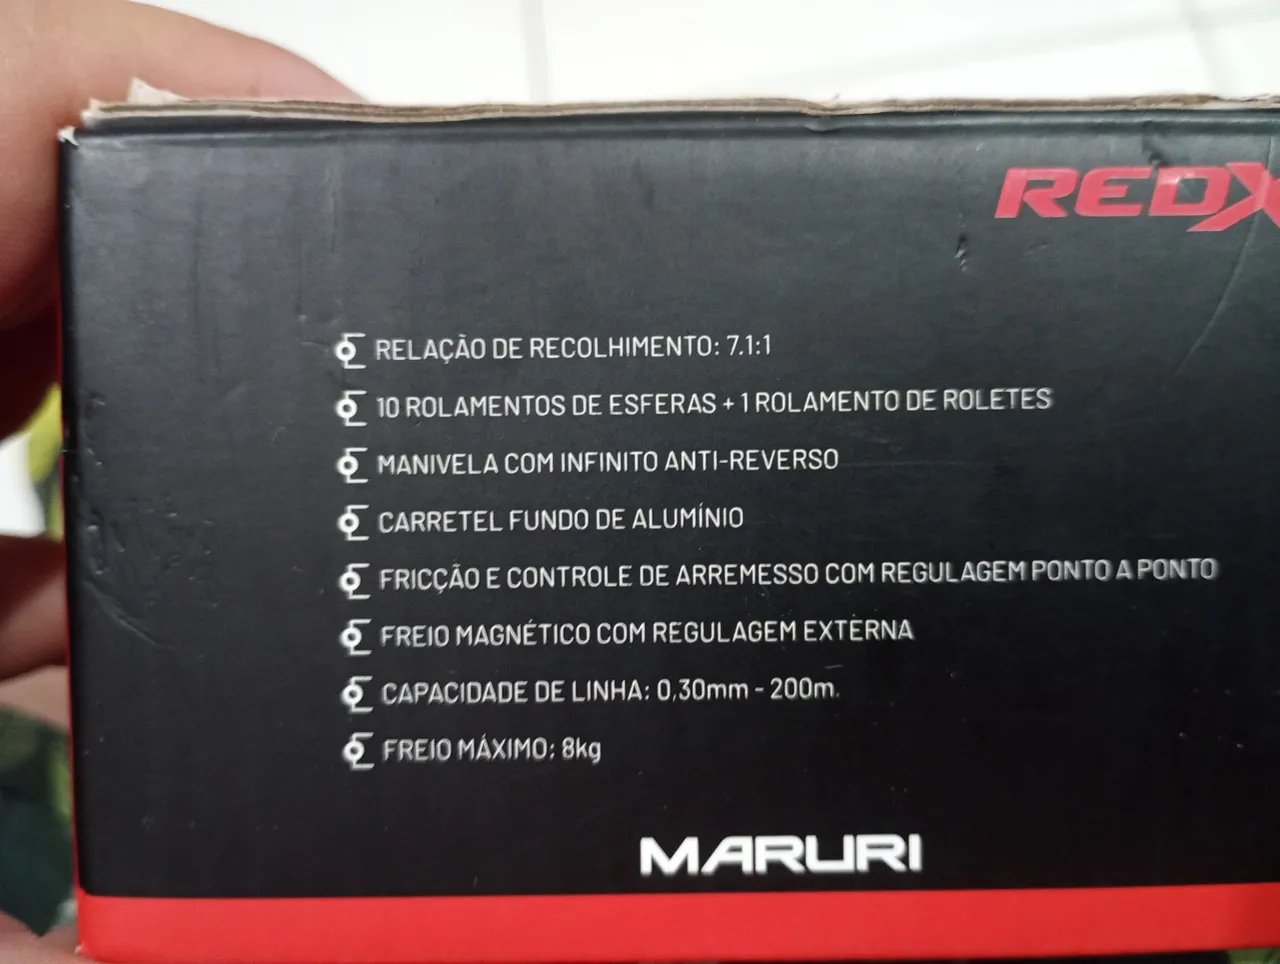 REDX
RELAÇÃO DE RECOLHIMENTO: 7.1:1
10 ROLAMENTOS DE ESFERAS + 1 ROLAMENTO DE ROLETES
MANIVELA COM INFINITO ANTI-REVERSO
CARRETEL FUNDO DE ALUMÍNIO
FRICÇÃO E CONTROLE DE ARREMESSO COM REGULAGEM PONTO A PONTO
FREIO MAGNÉTICO COM REGULAGEM EXTERNA
CAPACIDADE DE LINHA: 0,30mm - 200m.
FREIO MÁXIMO: 8kg
MARURI